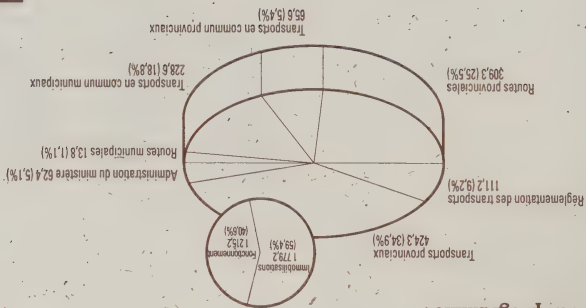 Immobilisations
1 779,2
(59,4%)
Fonctionnement
1 215,2
(40,6%)
Transports provinciaux
424,3 (34,9%)
Réglementation des transports
111,2 (9,2%)
Administration du ministère 62,4 (5,1%)
Routes municipales 13,8 (1,1%)
Routes provinciales
309,3 (25,5%)
Transports en commun municipaux
228,6 (18,8%)
Transports en commun provinciaux
65,6 (5,4%)